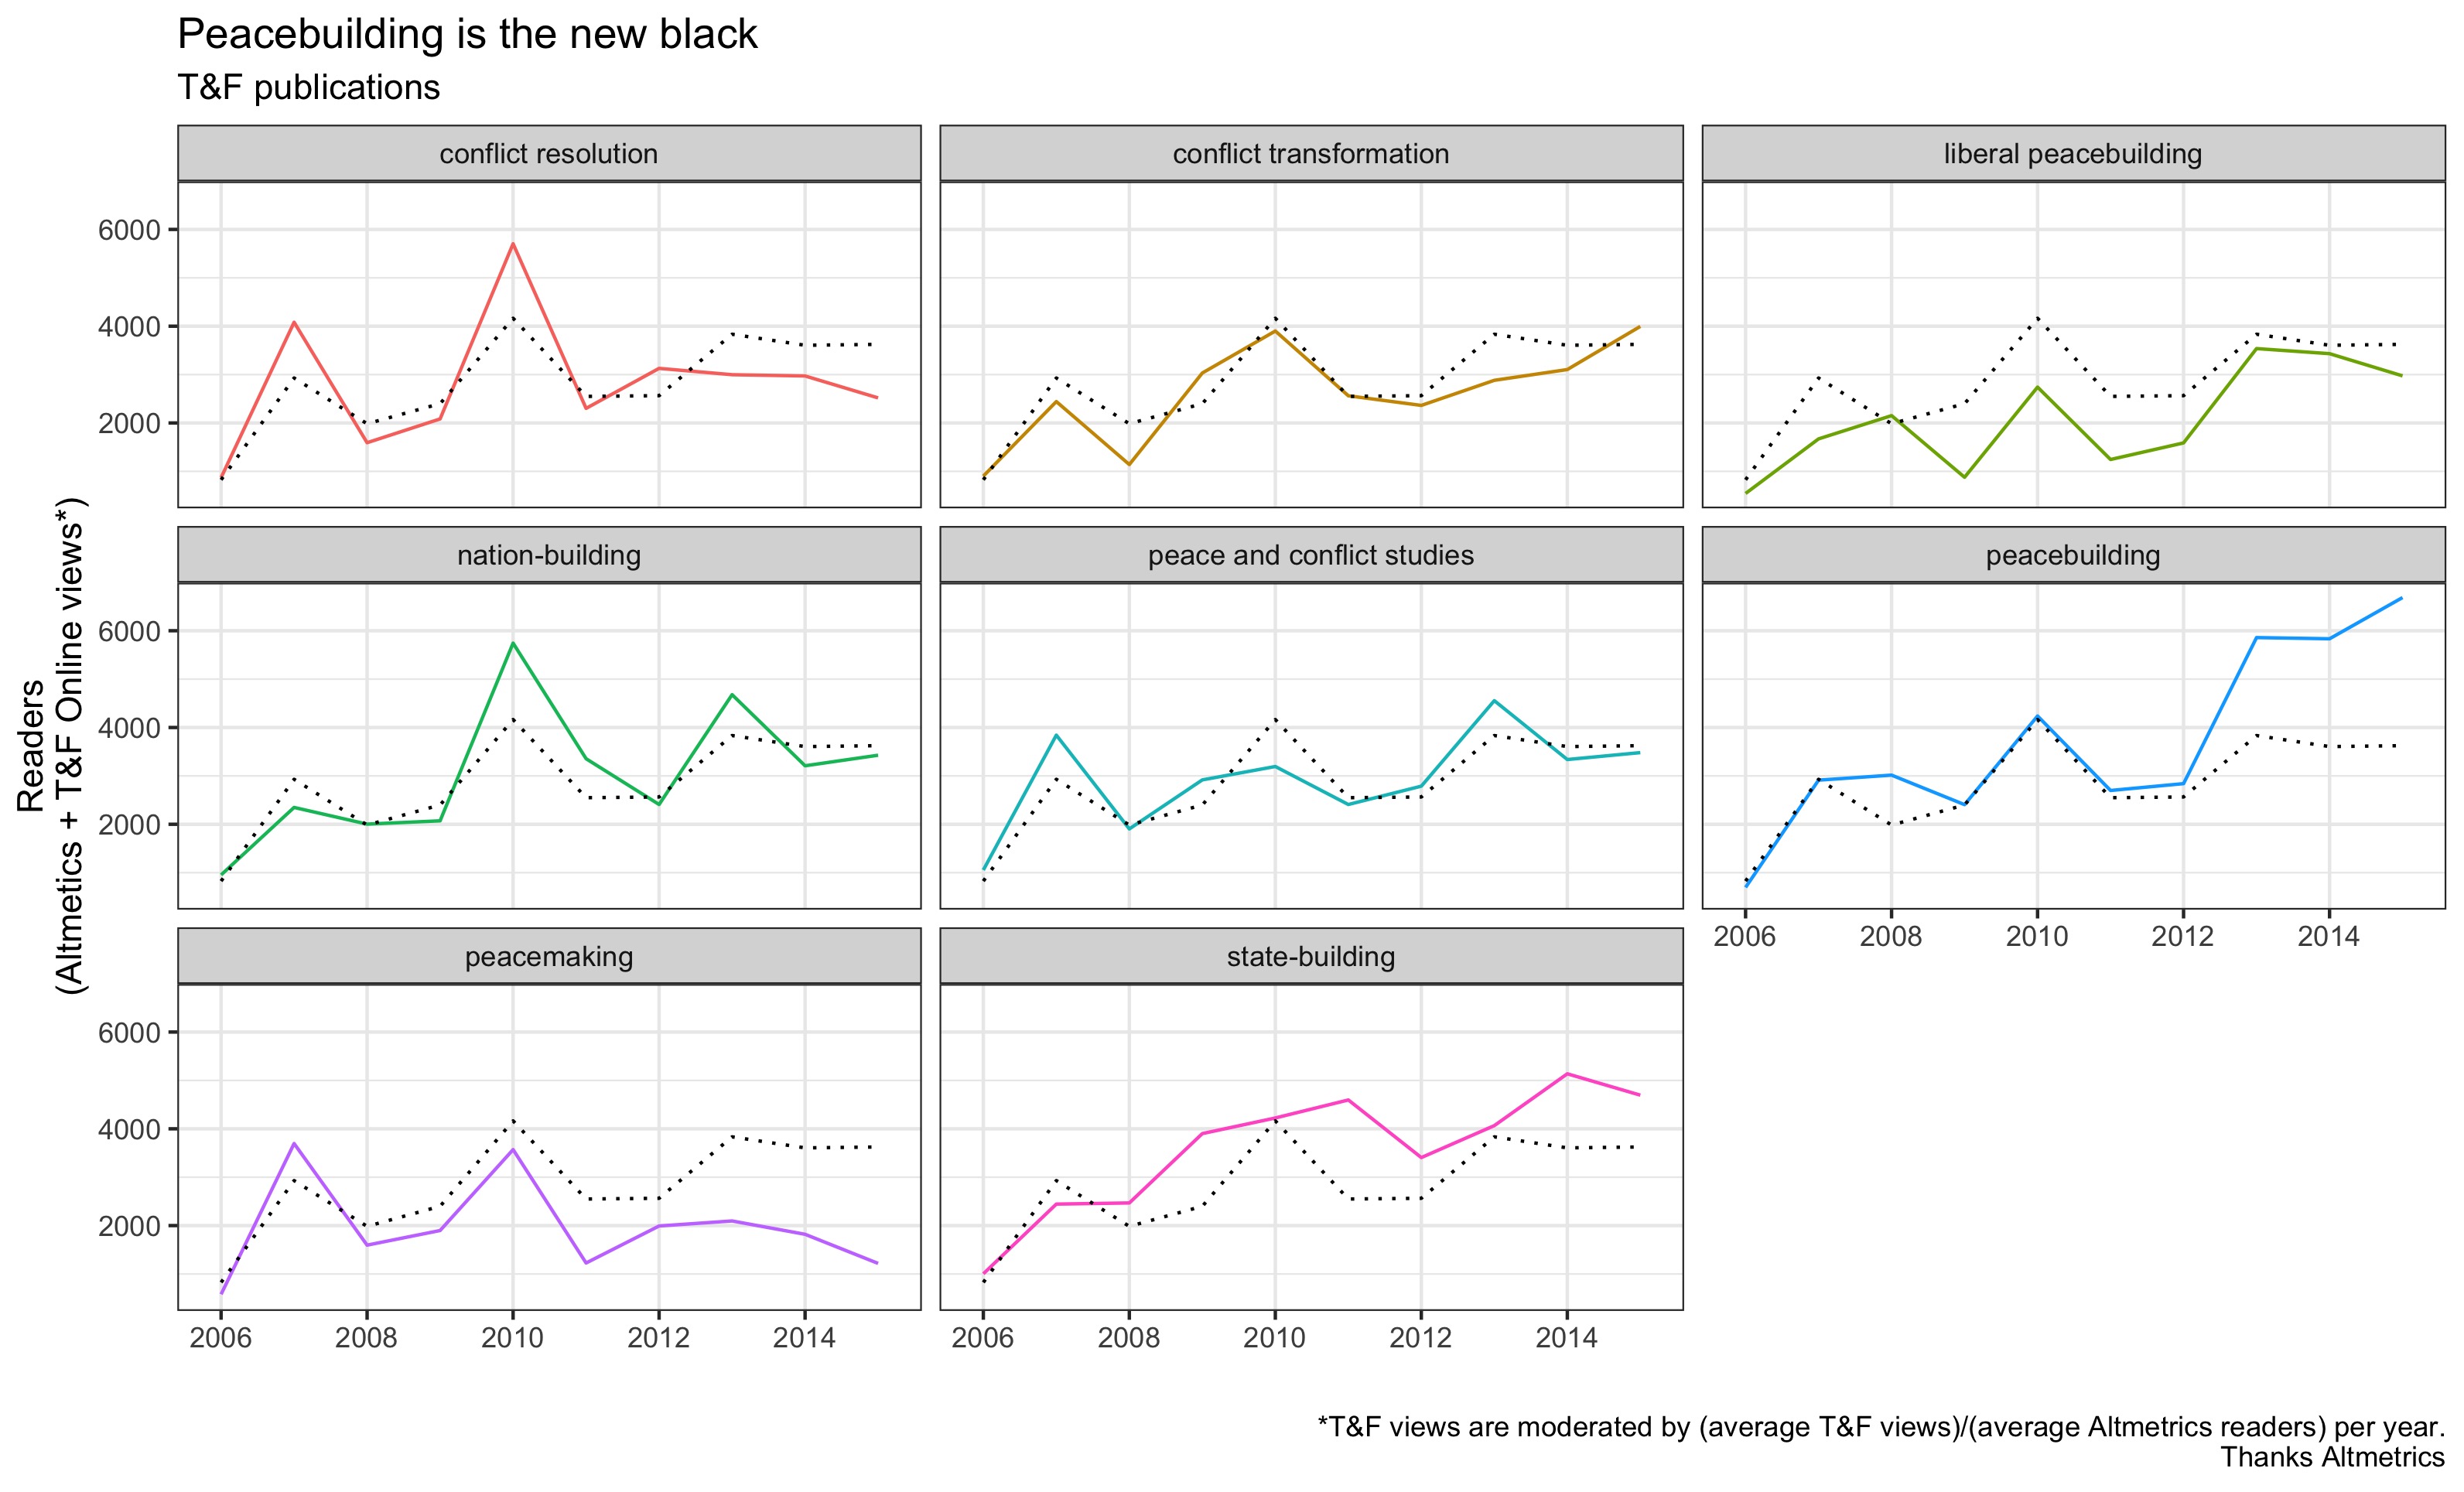 Peacebuilding is the new black
T&F publications
conflict resolution
conflict transformation
liberal peacebuilding
6000
4000
2000
nation-building
peace and conflict studies
peacebuilding
6000
4000
2000
2006 2008 2010 2012 2014
peacemaking
state-building
6000
4000
2000
2006 2008 2010 2012 2014
2006 2008 2010 2012 2014
Readers
(Altmetics + T&F Online views*)
*T&F views are moderated by (average T&F views)/(average Altmetrics readers) per year.
Thanks Altmetrics